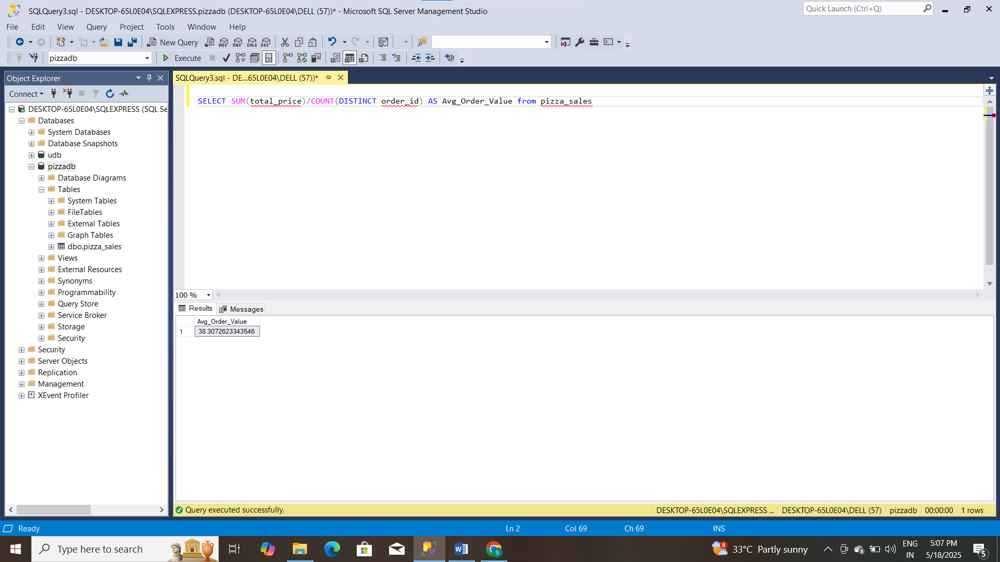 SQLQuery3.sql - DESKTOP-65L0E04\SQLEXPRESS.pizzadb (DESKTOP-65L0E04\DELL (57))* - Microsoft SQL Server Management Studio
Quick Launch (Ctrl+Q)
File Edit View Query Project Tools Window Help
New Query
MDX DMX XMLA DAX
pizzadb
Execute
Object Explorer
SQLQuery3.sql - DE...65L0E04\DELL (57))*
Connect
SELECT SUM(total_price)/COUNT(DISTINCT order_id) AS Avg_Order_Value from pizza_sales
DESKTOP-65L0E04\SQLEXPRESS (SQL Se
Databases
System Databases
Database Snapshots
udb
pizzadb
Database Diagrams
Tables
System Tables
FileTables
External Tables
Graph Tables
dbo.pizza_sales
Views
External Resources
Synonyms
Programmability
Query Store
Service Broker
Storage
Security
Security
Server Objects
Replication
Management
XEvent Profiler
100 %
Results Messages
Avg_Order_Value
1 38.3072623343546
Query executed successfully.
DESKTOP-65L0E04\SQLEXPRESS ... DESKTOP-65L0E04\DELL (57) pizzadb 00:00:00 1 rows
Ready
Ln 2 Col 69 Ch 69 INS
Type here to search
8
33°C Partly sunny
ENG
IN
5:07 PM
5/18/2025
5